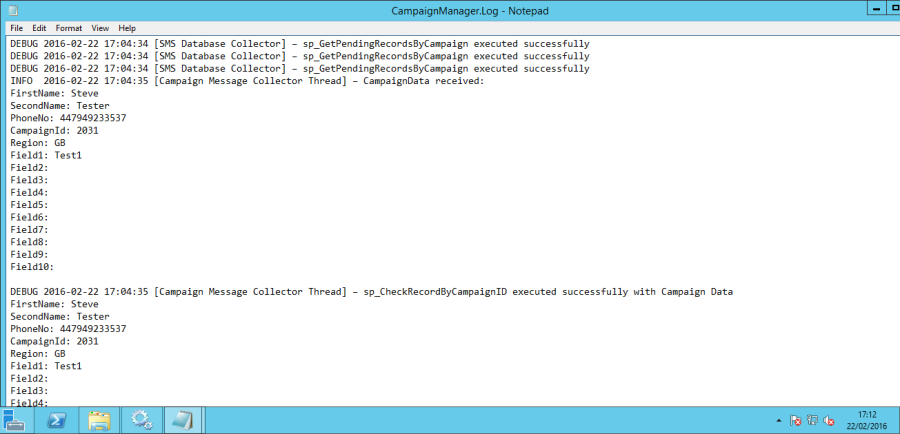 CampaignManager.Log - Notepad
File Edit Format View Help
DEBUG 2016-02-22 17:04:34 [SMS Database Collector] – sp_GetPendingRecordsByCampaign executed successfully
DEBUG 2016-02-22 17:04:34 [SMS Database Collector] – sp_GetPendingRecordsByCampaign executed successfully
DEBUG 2016-02-22 17:04:34 [SMS Database Collector] – sp_GetPendingRecordsByCampaign executed successfully
INFO  2016-02-22 17:04:35 [Campaign Message Collector Thread] – CampaignData received:
FirstName: Steve
SecondName: Tester
PhoneNo: 447949233537
CampaignId: 2031
Region: GB
Field1: Test1
Field2:
Field3:
Field4:
Field5:
Field6:
Field7:
Field8:
Field9:
Field10:
DEBUG 2016-02-22 17:04:35 [Campaign Message Collector Thread] – sp_CheckRecordByCampaignID executed successfully with Campaign Data
FirstName: Steve
SecondName: Tester
PhoneNo: 447949233537
CampaignId: 2031
Region: GB
Field1: Test1
Field2:
Field3:
Field4:
17:12
22/02/2016